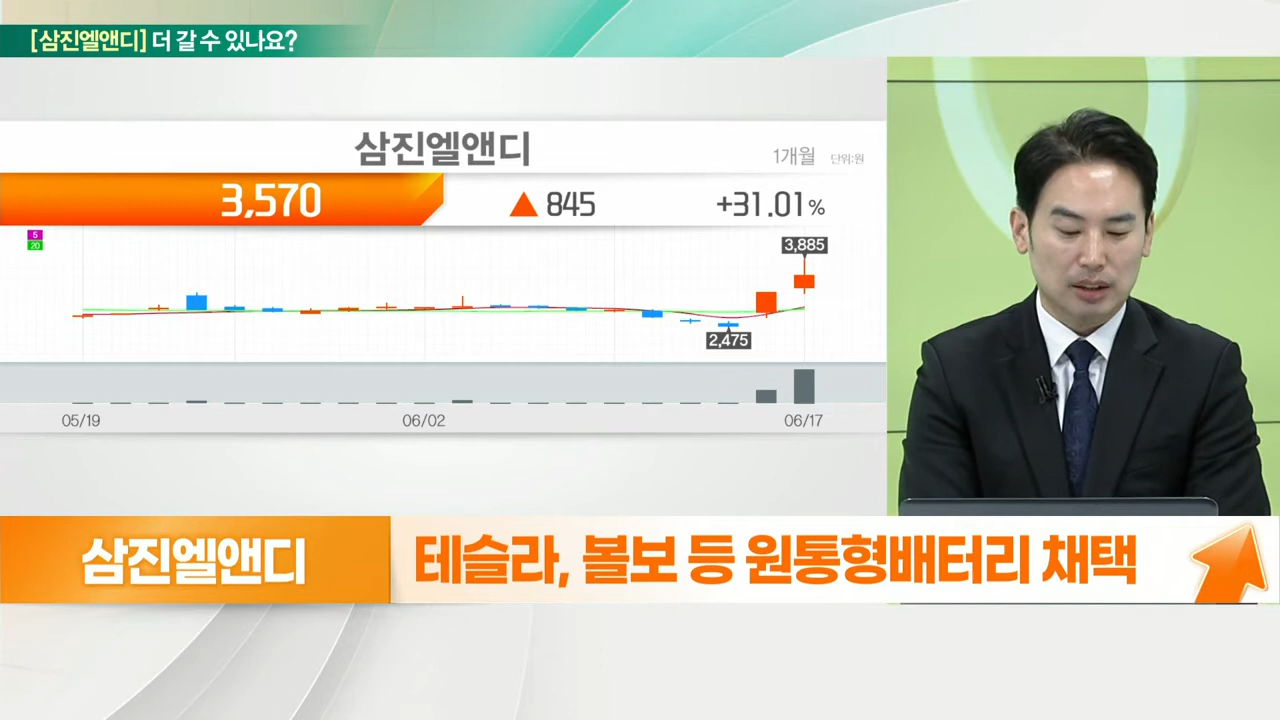 [삼진엘앤디] 더 갈 수 있나요?
삼진엘앤디
1개월 단위:원
3,570 ▲ 845 +31.01%
5
20
3,885
2,475
05/19 06/02 06/17
삼진엘앤디 테슬라, 볼보 등 원통형배터리 채택